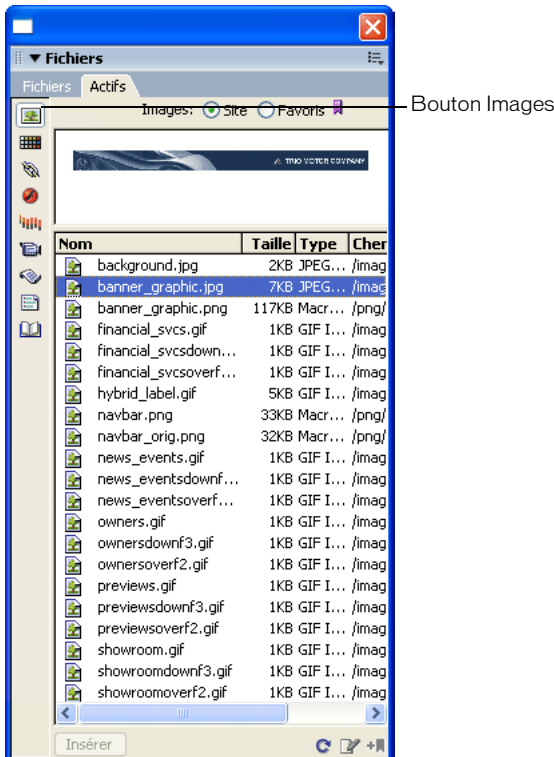 Fichiers
Fichiers Actifs
Images: Site Favoris
Bouton Images
TRIO MOTOR COMPANY
Nom Taille Type Cher
background.jpg 2KB JPEG... /imag
banner_graphic.jpg 7KB JPEG... /imag
banner_graphic.png 117KB Macr... /png/
financial_svcs.gif 1KB GIF I... /imag
financial_svcsdown... 1KB GIF I... /imag
financial_svcsoverf... 1KB GIF I... /imag
hybrid_label.gif 5KB GIF I... /imag
navbar.png 33KB Macr... /png/
navbar_orig.png 32KB Macr... /png/
news_events.gif 1KB GIF I... /imag
news_eventsdownf... 1KB GIF I... /imag
news_eventsoverf... 1KB GIF I... /imag
owners.gif 1KB GIF I... /imag
ownersdownf3.gif 1KB GIF I... /imag
ownersoverf2.gif 1KB GIF I... /imag
previews.gif 1KB GIF I... /imag
previewsdownf3.gif 1KB GIF I... /imag
previewsoverf2.gif 1KB GIF I... /imag
showroom.gif 1KB GIF I... /imag
showroomdownf3.gif 1KB GIF I... /imag
showroomoverf2.gif 1KB GIF I... /imag
Insérer